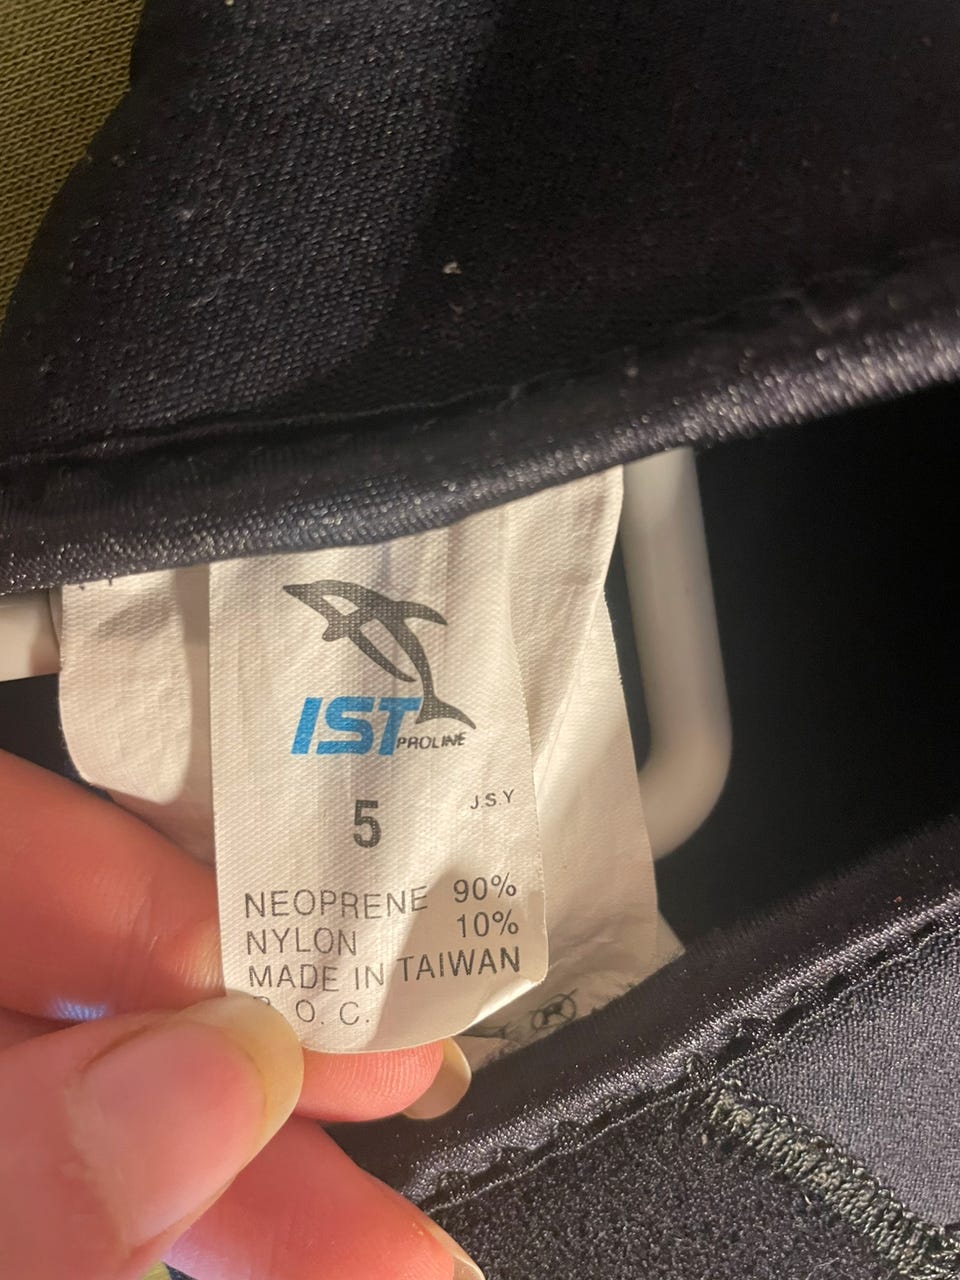 IST PROLINE
5 J.S.Y
NEOPRENE 90%
NYLON 10%
MADE IN TAIWAN
O. C.